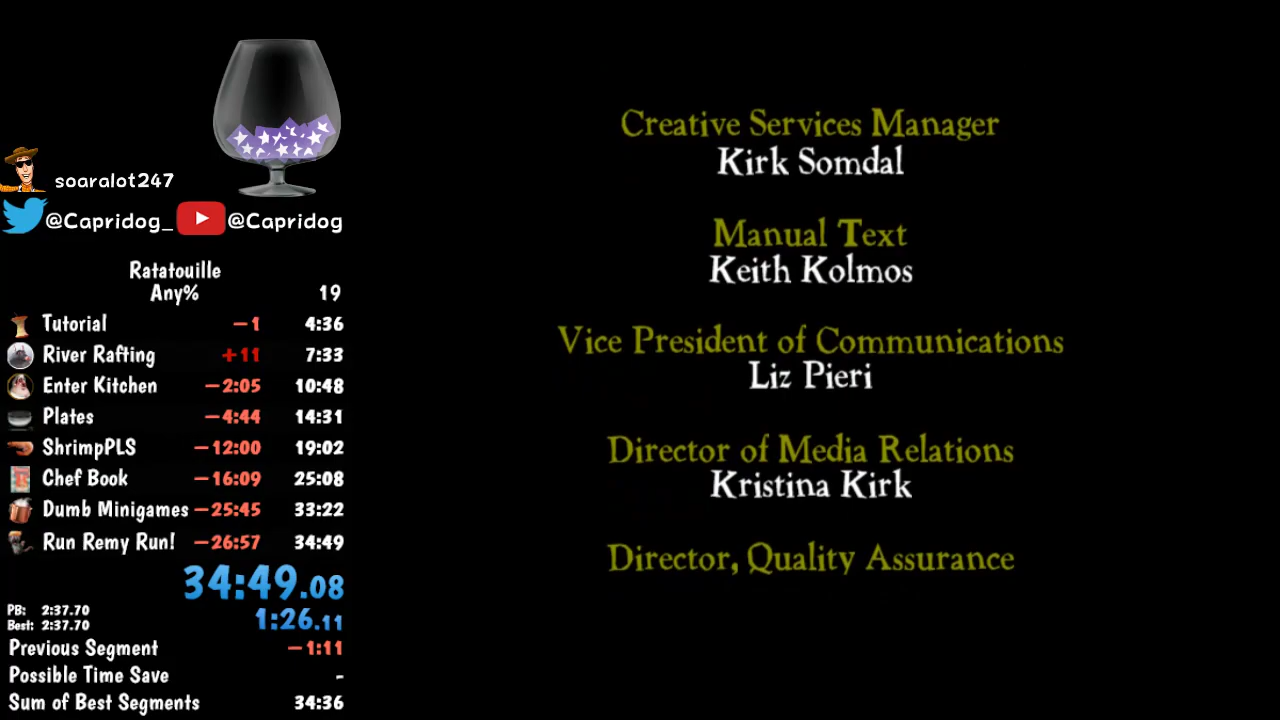 soaralot247
@Capridog_ @Capridog
Ratatouille
Any% 19
Tutorial −1 4:36
River Rafting +11 7:33
Enter Kitchen −2:05 10:48
Plates −4:44 14:31
ShrimpPLS −12:00 19:02
Chef Book −16:09 25:08
Dumb Minigames −25:45 33:22
Run Remy Run! −26:57 34:49
34:49.08
PB: 2:37.70
Best: 2:37.70
1:26.11
Previous Segment −1:11
Possible Time Save -
Sum of Best Segments 34:36
Creative Services Manager
Kirk Somdal
Manual Text
Keith Kolmos
Vice President of Communications
Liz Pieri
Director of Media Relations
Kristina Kirk
Director, Quality Assurance